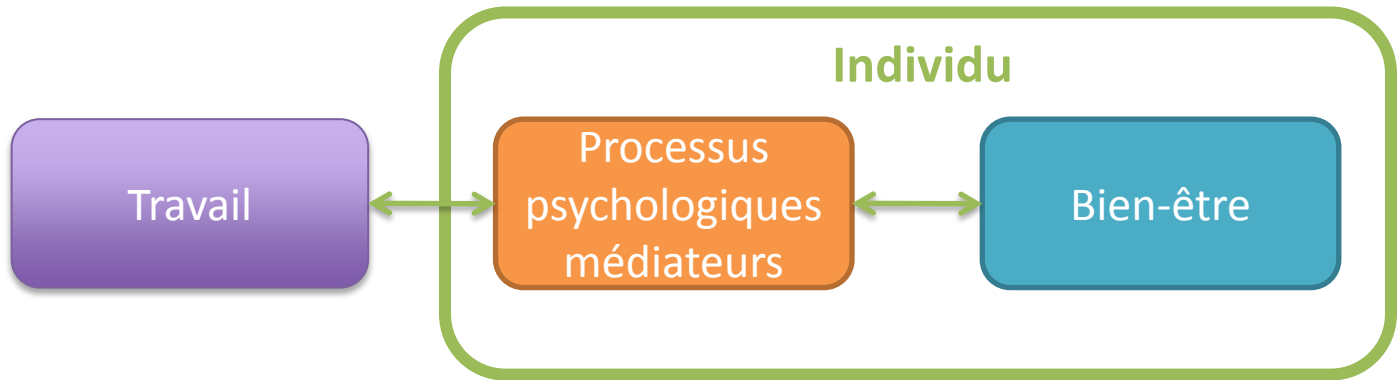 Individu
Travail
Processus
psychologiques
médiateurs
Bien-être